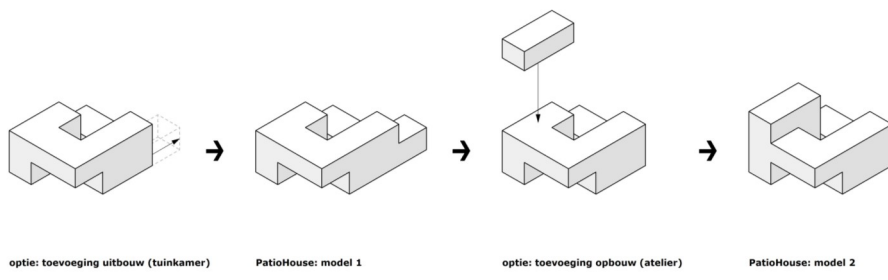 optie: toevoeging uitbouw (tuinkamer)
PatioHouse: model 1
optie: toevoeging opbouw (atelier)
PatioHouse: model 2